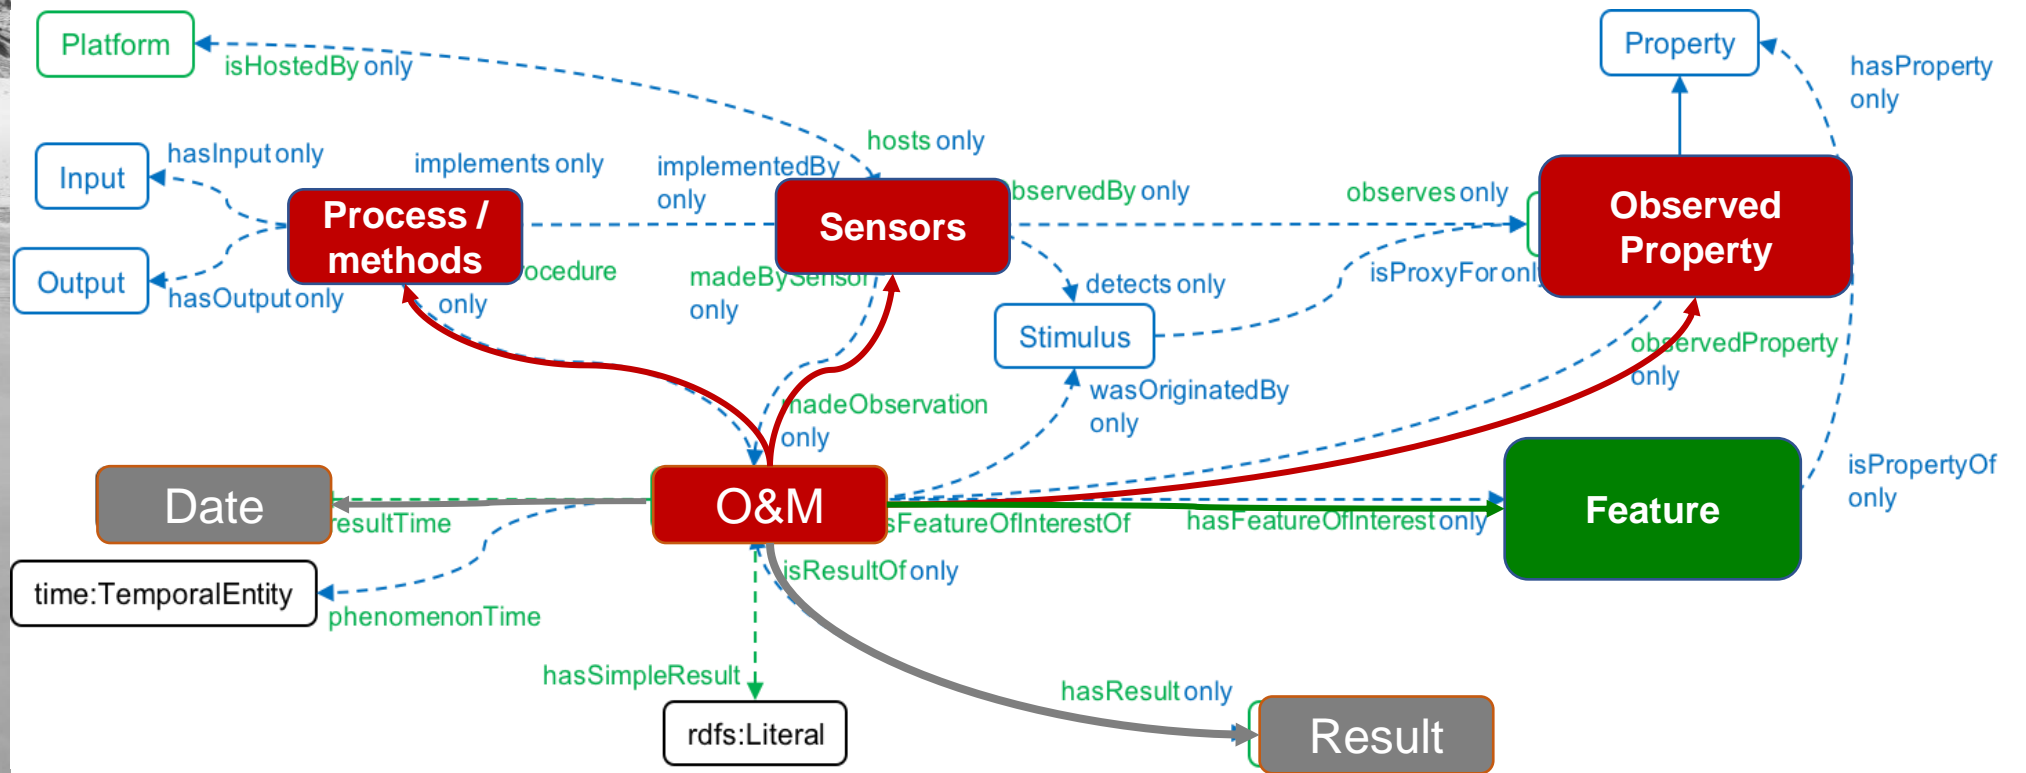 Platform
isHostedBy only
Property
hasProperty
only
hosts only
Input
hasInput only
implements only
implementedBy
only
Process /
methods
Sensors
bservedBy only
observes only
Observed
Property
Output
hasOutput only
ocedure
only
madeBySensor
only
detects only
isProxyFor only
Stimulus
observedProperty
only
wasOriginatedBy
only
madeObservation
only
isPropertyOf
only
Date
resultTime
O&M
sFeatureOfInterestOf
hasFeatureOfInterest only
Feature
isResultOf only
time:TemporalEntity
phenomenonTime
hasSimpleResult
hasResult only
rdfs:Literal
Result